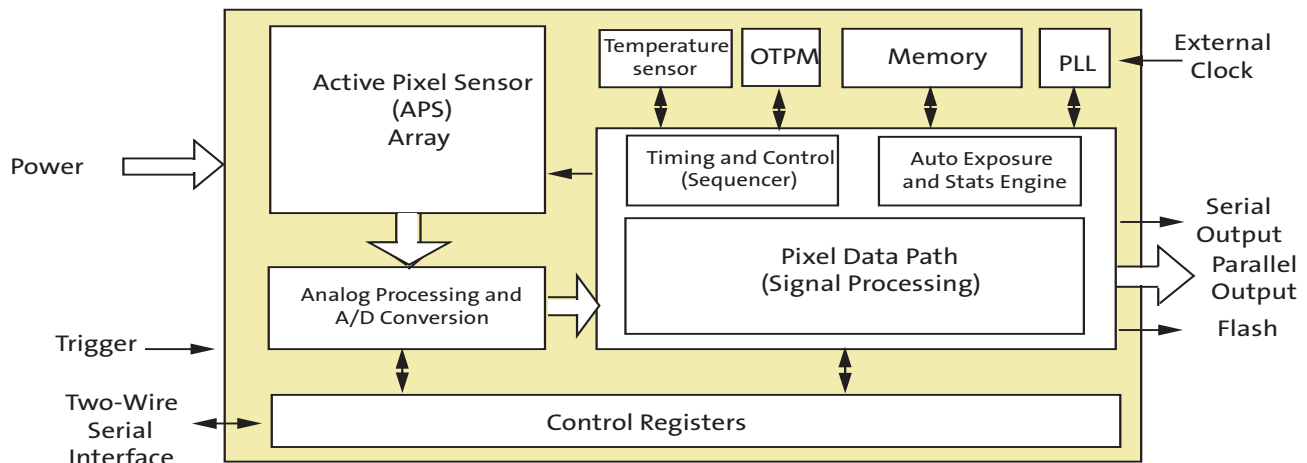 Temperature
sensor
OTPM
Memory
PLL
External
Clock
Active Pixel Sensor
(APS)
Array
Power
Timing and Control
(Sequencer)
Auto Exposure
and Stats Engine
Serial
Output
Pixel Data Path
(Signal Processing)
Parallel
Output
Analog Processing and
A/D Conversion
Flash
Trigger
Two-Wire
Serial
Interface
Control Registers